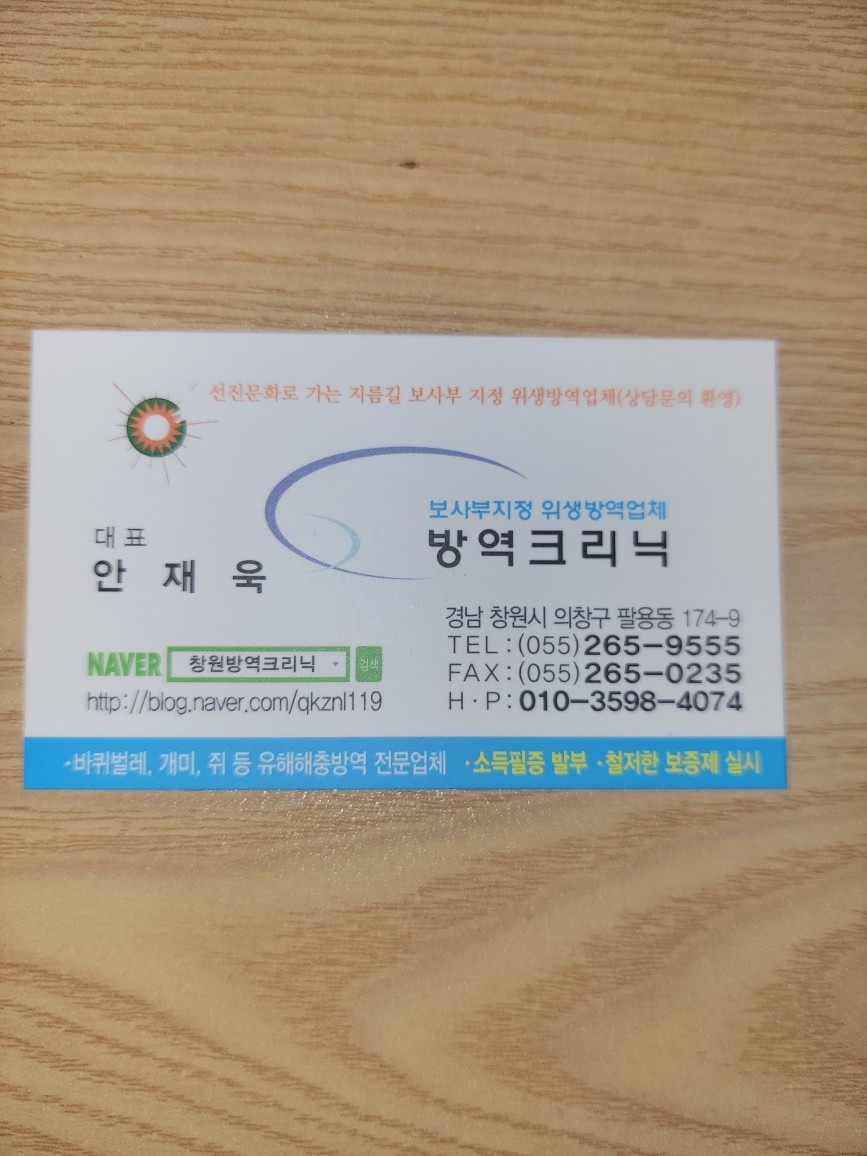 선진문화로 가는 지름길 보사부 지정 위생방역업체(상담문의 환영)
보사부지정 위생방역업체
방역크리닉
대표
안 재 욱
경남 창원시 의창구 팔용동 174-9
TEL:(055)265-9555
FAX:(055)265-0235
H·P:010-3598-4074
NAVER 창원방역크리닉 검색
http://blog.naver.com/qkznl119
·바퀴벌레, 개미, 쥐 등 유해해충방역 전문업체 ·소득필증 발부 ·철저한 보증제 실시